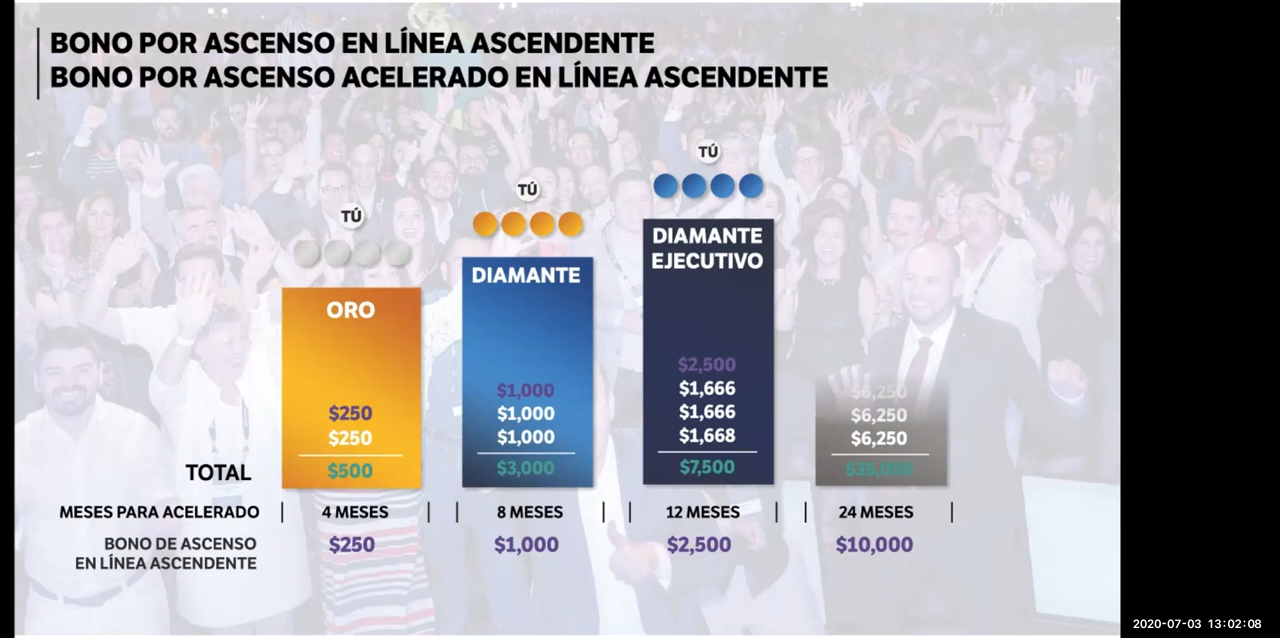 BONO POR ASCENSO EN LÍNEA ASCENDENTE
BONO POR ASCENSO ACELERADO EN LÍNEA ASCENDENTE
TÚ
TÚ
TÚ
ORO
DIAMANTE
DIAMANTE
EJECUTIVO
$250
$250
$500
$1,000
$1,000
$1,000
$3,000
$2,500
$1,666
$1,666
$1,668
$7,500
$6,250
$6,250
$6,250
$35,000
TOTAL
MESES PARA ACELERADO | 4 MESES | | 8 MESES | | 12 MESES | | 24 MESES |
BONO DE ASCENSO
EN LÍNEA ASCENDENTE
$250 $1,000 $2,500 $10,000
2020-07-03 13:02:08